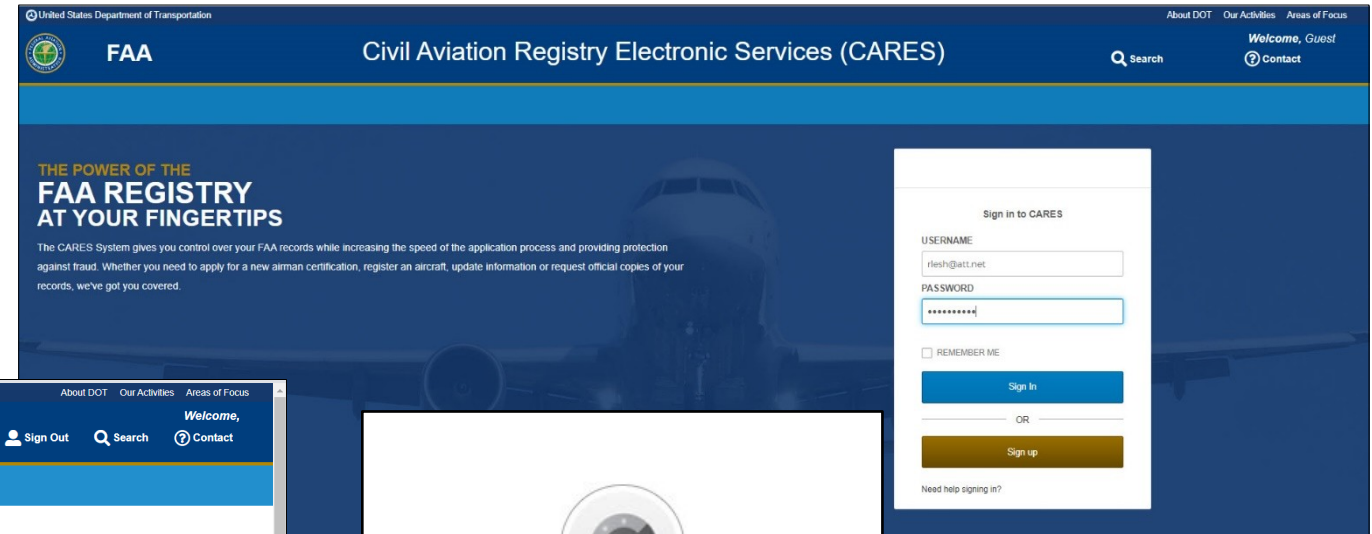 United States Department of Transportation
About DOT Our Activities Areas of Focus
FAA
Civil Aviation Registry Electronic Services (CARES)
Welcome, Guest
Search
Contact
THE POWER OF THE
FAA REGISTRY
AT YOUR FINGERTIPS
The CARES System gives you control over your FAA records while increasing the speed of the application process and providing protection
against fraud. Whether you need to apply for a new airman certification, register an aircraft, update information or request official copies of your
records, we've got you covered.
Sign in to CARES
USERNAME
rlesh@att.net
PASSWORD
••••••••••
REMEMBER ME
Sign In
OR
Sign up
Need help signing in?
About DOT Our Activities Areas of Focus
Welcome,
Sign Out Search Contact